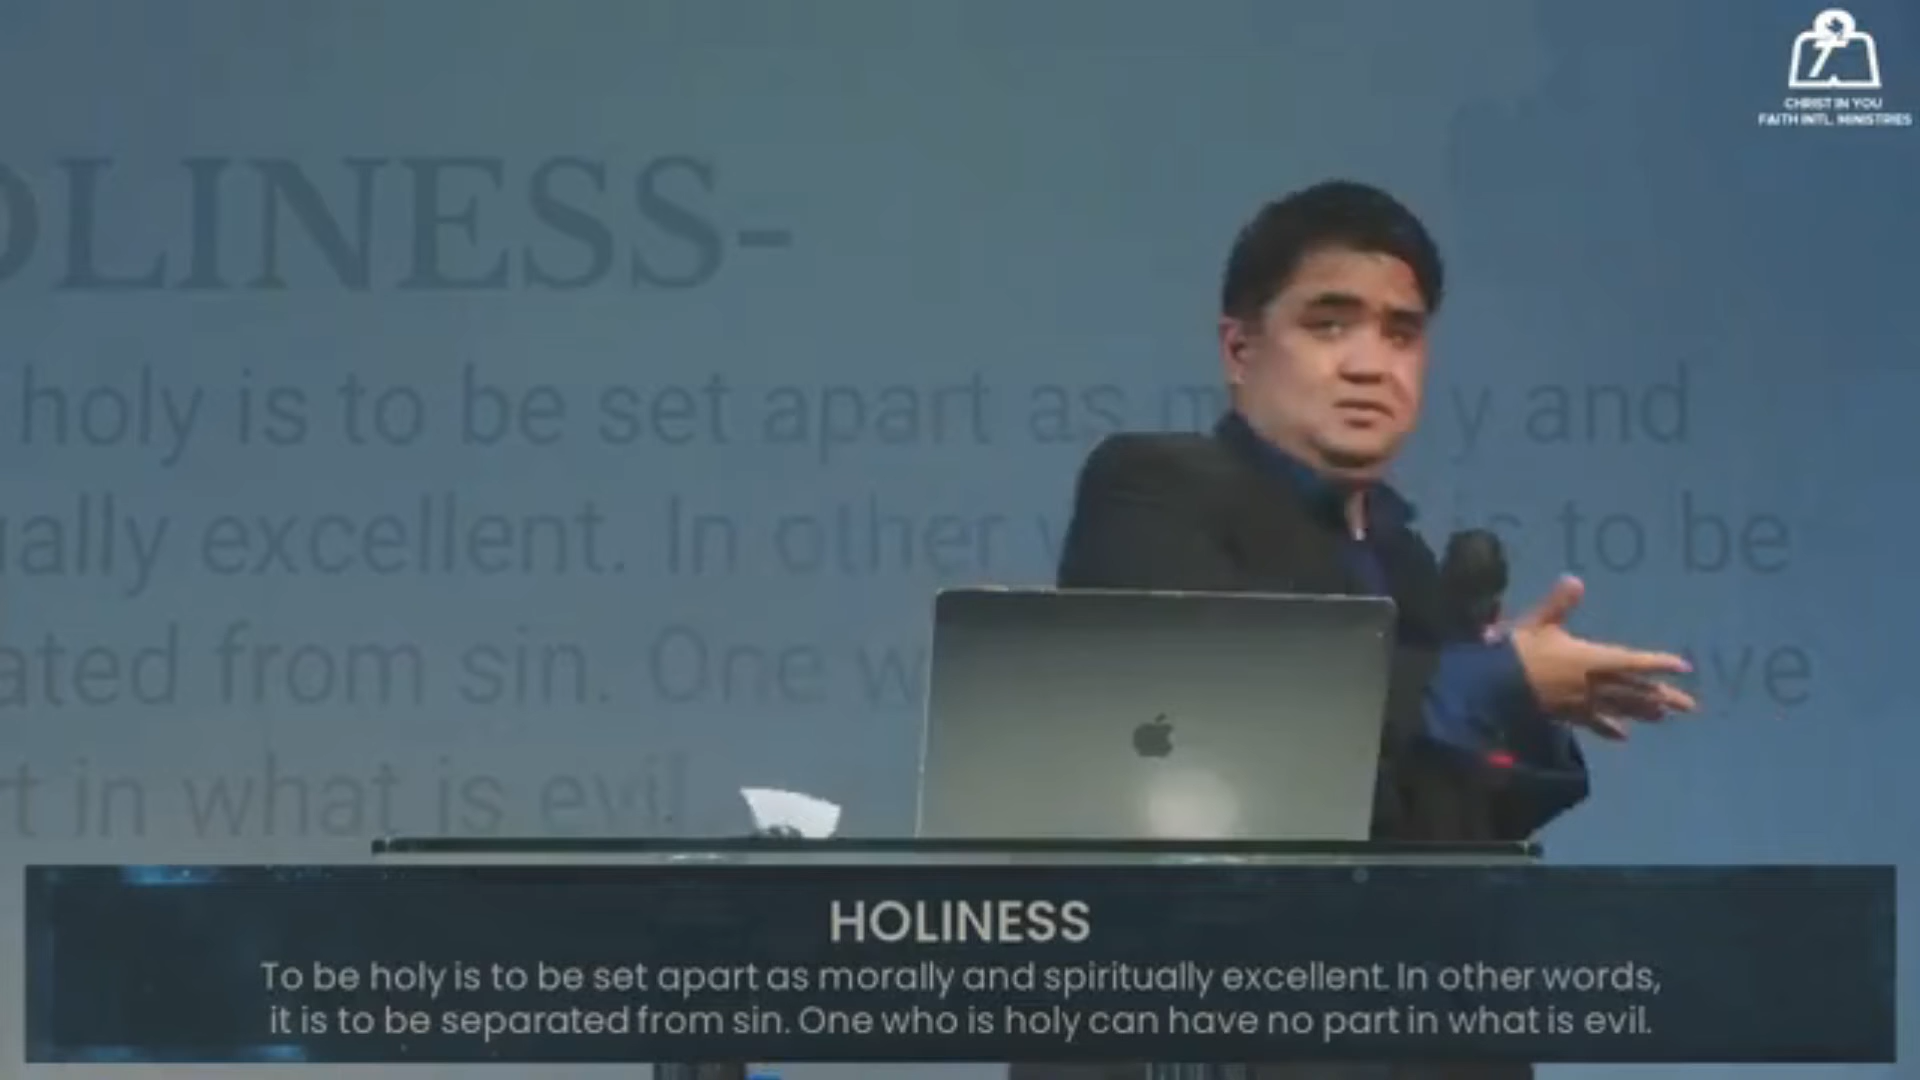 CHRIST IN YOU
FAITH INTL. MINISTRIES
OLINESS-
holy is to be set apart as m y and
ually excellent. In other is to be
ated from sin. One w ve
t in what is evil
HOLINESS
To be holy is to be set apart as morally and spiritually excellent. In other words,
it is to be separated from sin. One who is holy can have no part in what is evil.